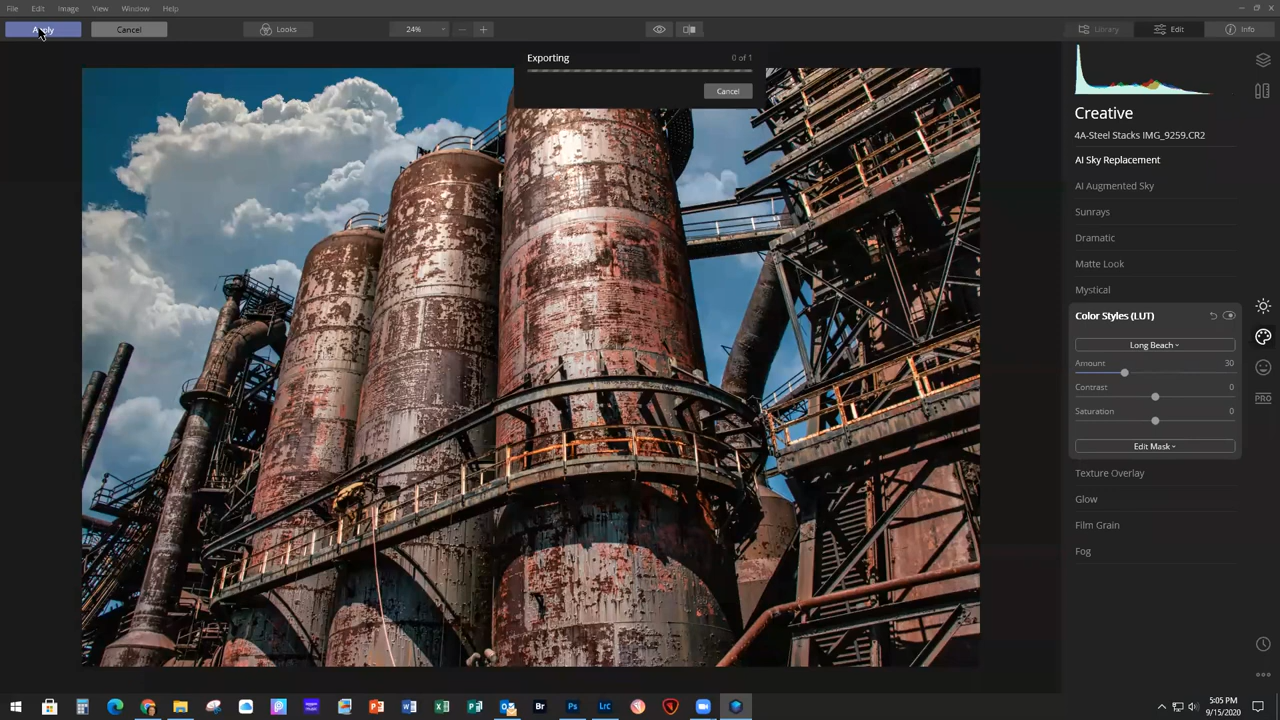 File Edit Image View Window Help
Apply Cancel Looks 24% Library Edit Info
Exporting 0 of 1
Cancel
Creative
4A-Steel Stacks IMG_9259.CR2
AI Sky Replacement
AI Augmented Sky
Sunrays
Dramatic
Matte Look
Mystical
Color Styles (LUT)
Long Beach
Amount 30
Contrast 0
Saturation 0
Edit Mask
Texture Overlay
Glow
Film Grain
Fog
PRO
Br Ps LrC
5:05 PM
9/15/2020